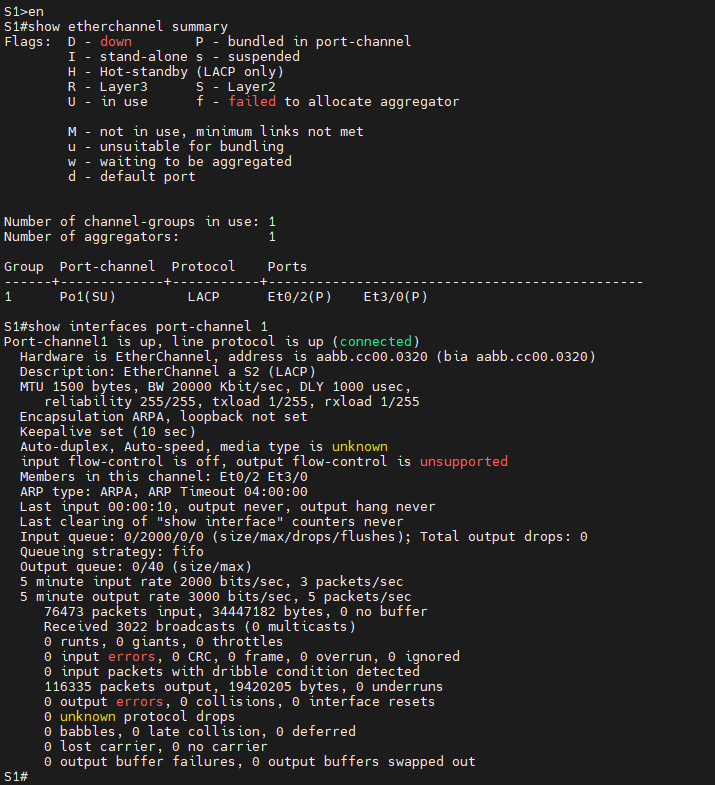 S1>en
S1#show etherchannel summary
Flags:  D - down        P - bundled in port-channel
        I - stand-alone s - suspended
        H - Hot-standby (LACP only)
        R - Layer3      S - Layer2
        U - in use      f - failed to allocate aggregator

        M - not in use, minimum links not met
        u - unsuitable for bundling
        w - waiting to be aggregated
        d - default port


Number of channel-groups in use: 1
Number of aggregators:           1

Group  Port-channel  Protocol    Ports
------+-------------+-----------+-----------------------------------------------
1      Po1(SU)         LACP      Et0/2(P)    Et3/0(P)

S1#show interfaces port-channel 1
Port-channel1 is up, line protocol is up (connected)
  Hardware is EtherChannel, address is aabb.cc00.0320 (bia aabb.cc00.0320)
  Description: EtherChannel a S2 (LACP)
  MTU 1500 bytes, BW 20000 Kbit/sec, DLY 1000 usec,
     reliability 255/255, txload 1/255, rxload 1/255
  Encapsulation ARPA, loopback not set
  Keepalive set (10 sec)
  Auto-duplex, Auto-speed, media type is unknown
  input flow-control is off, output flow-control is unsupported
  Members in this channel: Et0/2 Et3/0
  ARP type: ARPA, ARP Timeout 04:00:00
  Last input 00:00:10, output never, output hang never
  Last clearing of "show interface" counters never
  Input queue: 0/2000/0/0 (size/max/drops/flushes); Total output drops: 0
  Queueing strategy: fifo
  Output queue: 0/40 (size/max)
  5 minute input rate 2000 bits/sec, 3 packets/sec
  5 minute output rate 3000 bits/sec, 5 packets/sec
     76473 packets input, 34447182 bytes, 0 no buffer
     Received 3022 broadcasts (0 multicasts)
     0 runts, 0 giants, 0 throttles
     0 input errors, 0 CRC, 0 frame, 0 overrun, 0 ignored
     0 input packets with dribble condition detected
     116335 packets output, 19420205 bytes, 0 underruns
     0 output errors, 0 collisions, 0 interface resets
     0 unknown protocol drops
     0 babbles, 0 late collision, 0 deferred
     0 lost carrier, 0 no carrier
     0 output buffer failures, 0 output buffers swapped out
S1#